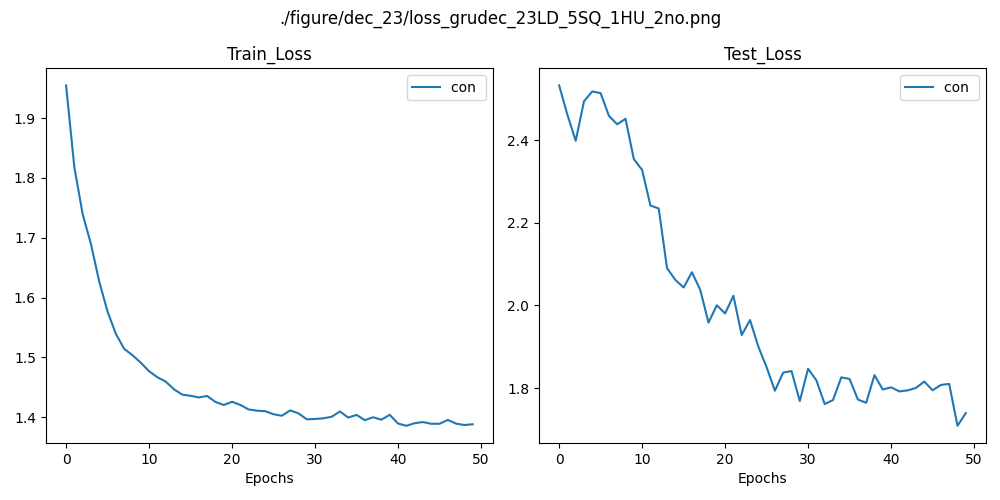 ./figure/dec_23/loss_grudec_23LD_5SQ_1HU_2no.png
Train_Loss
con
1.9
1.8
1.7
1.6
1.5
1.4
0 10 20 30 40 50
Epochs
Test_Loss
con
2.4
2.2
2.0
1.8
0 10 20 30 40 50
Epochs